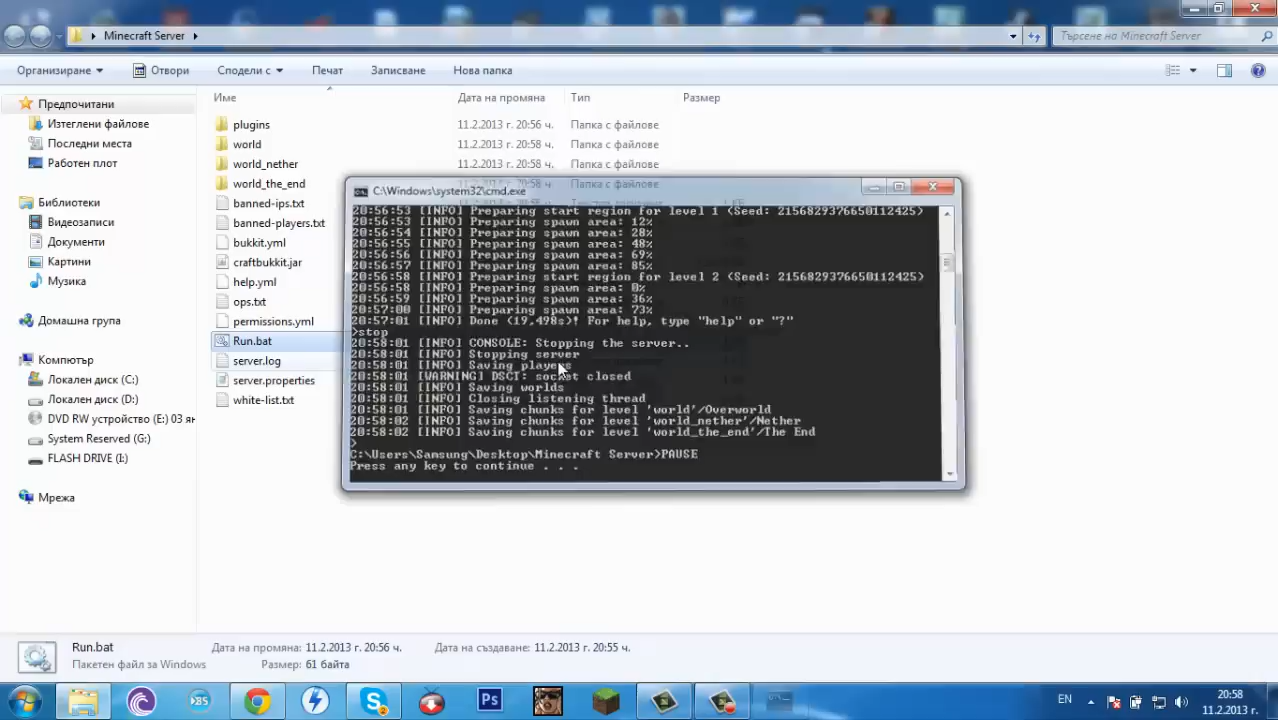 Minecraft Server
Търсене на Minecraft Server
Организиране
Отвори
Сподели с
Печат
Записване
Нова папка
Предпочитани
Изтеглени файлове
Последни места
Работен плот
Библиотеки
Видеозаписи
Документи
Картини
Музика
Домашна група
Компютър
Локален диск (C:)
Локален диск (D:)
DVD RW устройство (E:) 03 ян
System Reserved (G:)
FLASH DRIVE (I:)
Мрежа
Име Дата на промяна Тип Размер
plugins 11.2.2013 г. 20:56 ч. Папка с файлове
world 11.2.2013 г. 20:58 ч. Папка с файлове
world_nether 11.2.2013 г. 20:58 ч. Папка с файлове
world_the_end 11.2.2013 г. 20:58 ч. Папка с файлове
banned-ips.txt
banned-players.txt
bukkit.yml
craftbukkit.jar
help.yml
ops.txt
permissions.yml
Run.bat
server.log
server.properties
white-list.txt
C:\Windows\system32\cmd.exe
20:56:53 [INFO] Preparing start region for level 1 (Seed: 2156829376650112425)
20:56:53 [INFO] Preparing spawn area: 12%
20:56:54 [INFO] Preparing spawn area: 28%
20:56:55 [INFO] Preparing spawn area: 48%
20:56:56 [INFO] Preparing spawn area: 69%
20:56:57 [INFO] Preparing spawn area: 85%
20:56:57 [INFO] Preparing start region for level 2 (Seed: 2156829376650112425)
20:56:58 [INFO] Preparing spawn area: 0%
20:56:59 [INFO] Preparing spawn area: 36%
20:57:00 [INFO] Preparing spawn area: 73%
20:57:01 [INFO] Done (19,498s)! For help, type "help" or "?"
>stop
20:58:01 [INFO] CONSOLE: Stopping the server..
20:58:01 [INFO] Stopping server
20:58:01 [INFO] Saving players
20:58:01 [WARNING] DSCT: socket closed
20:58:01 [INFO] Saving worlds
20:58:01 [INFO] Closing listening thread
20:58:01 [INFO] Saving chunks for level 'world'/Overworld
20:58:02 [INFO] Saving chunks for level 'world_nether'/Nether
20:58:02 [INFO] Saving chunks for level 'world_the_end'/The End
>
C:\Users\Samsung\Desktop\Minecraft Server>PAUSE
Press any key to continue . . .
Run.bat Дата на промяна: 11.2.2013 г. 20:56 ч. Дата на създаване: 11.2.2013 г. 20:55 ч.
Пакетен файл за Windows Размер: 61 байта
Ps
EN
20:58
11.2.2013 г.